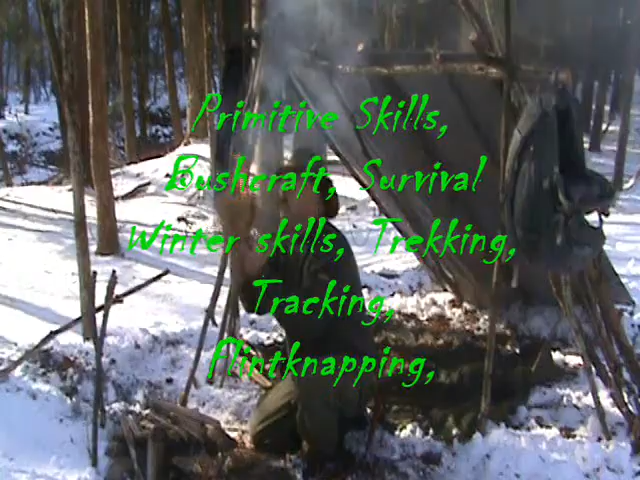 Primitive Skills,
Bushcraft, Survival
Winter skills, Trekking,
Tracking,
flintknapping,